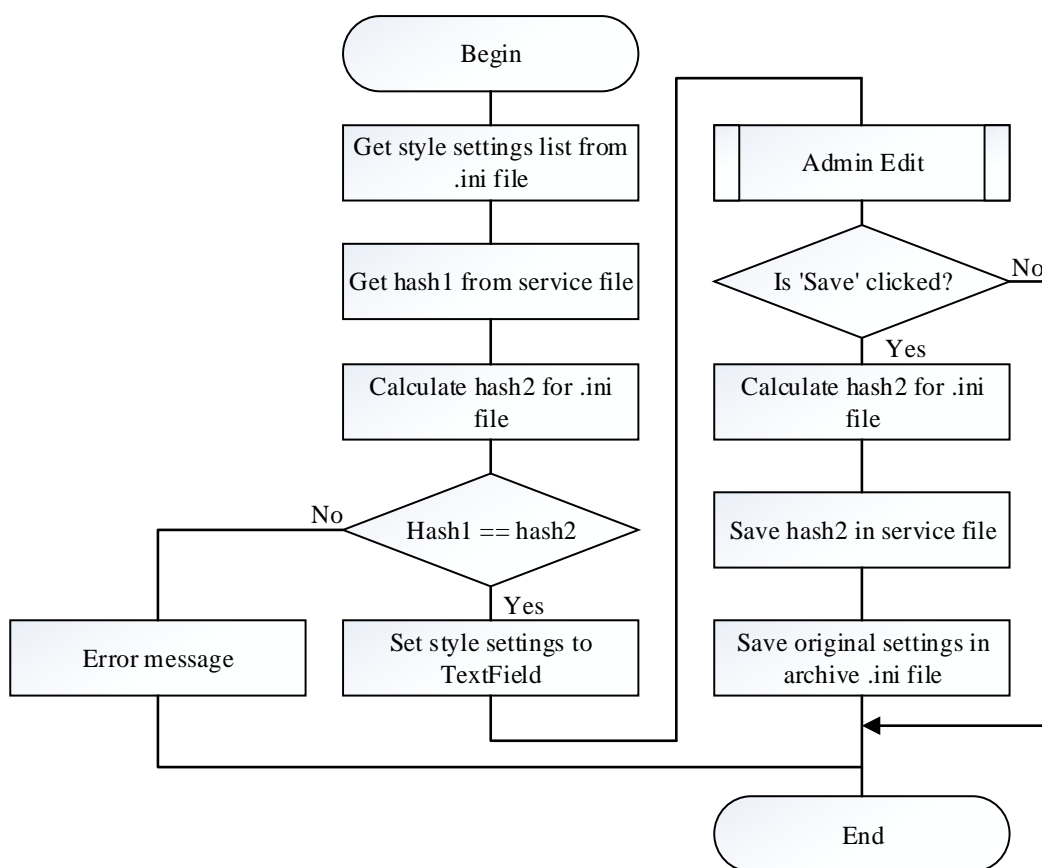 Begin
Get style settings list from
.ini file
Get hash1 from service file
Calculate hash2 for .ini
file
Hash1 == hash2
No
Yes
Error message
Set style settings to
TextField
Admin Edit
Is 'Save' clicked?
No
Yes
Calculate hash2 for .ini
file
Save hash2 in service file
Save original settings in
archive .ini file
End